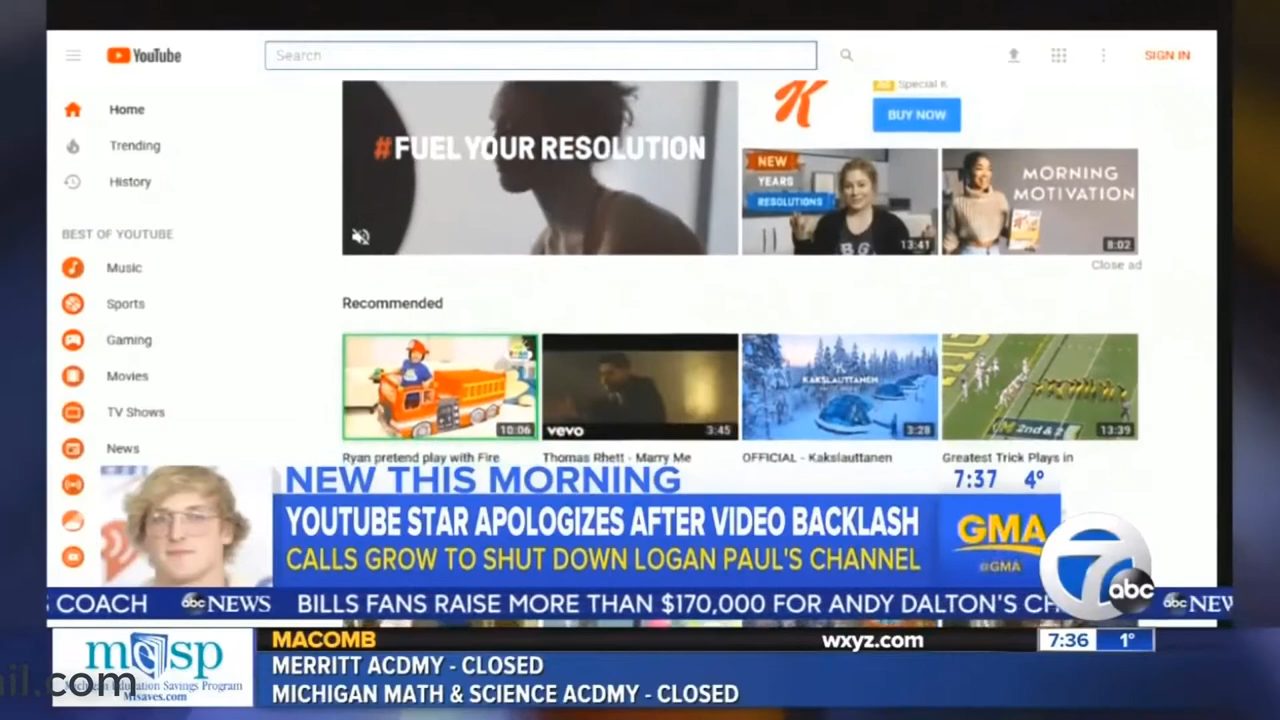 YouTube
Search
SIGN IN
Home
Trending
History
BEST OF YOUTUBE
Music
Sports
Gaming
Movies
TV Shows
News
#FUEL YOUR RESOLUTION
K
Special K
BUY NOW
NEW
YEARS
RESOLUTIONS
13:41
MORNING
MOTIVATION
8:02
Close ad
Recommended
10:06
vevo
3:45
KAKSLAUTTANEN
3:28
2nd & 2
13:39
Ryan pretend play with Fire
Thomas Rhett - Marry Me
OFFICIAL - Kakslauttanen
Greatest Trick Plays in
NEW THIS MORNING
7:37 4°
YOUTUBE STAR APOLOGIZES AFTER VIDEO BACKLASH
CALLS GROW TO SHUT DOWN LOGAN PAUL'S CHANNEL
GMA
@GMA
7
abc
S COACH abc NEWS BILLS FANS RAISE MORE THAN $170,000 FOR ANDY DALTON'S CH abc NEW
mesp
Michigan Education Savings Program
MIsaves.com
ail.com
MACOMB
wxyz.com
7:36 1°
MERRITT ACDMY - CLOSED
MICHIGAN MATH & SCIENCE ACDMY - CLOSED